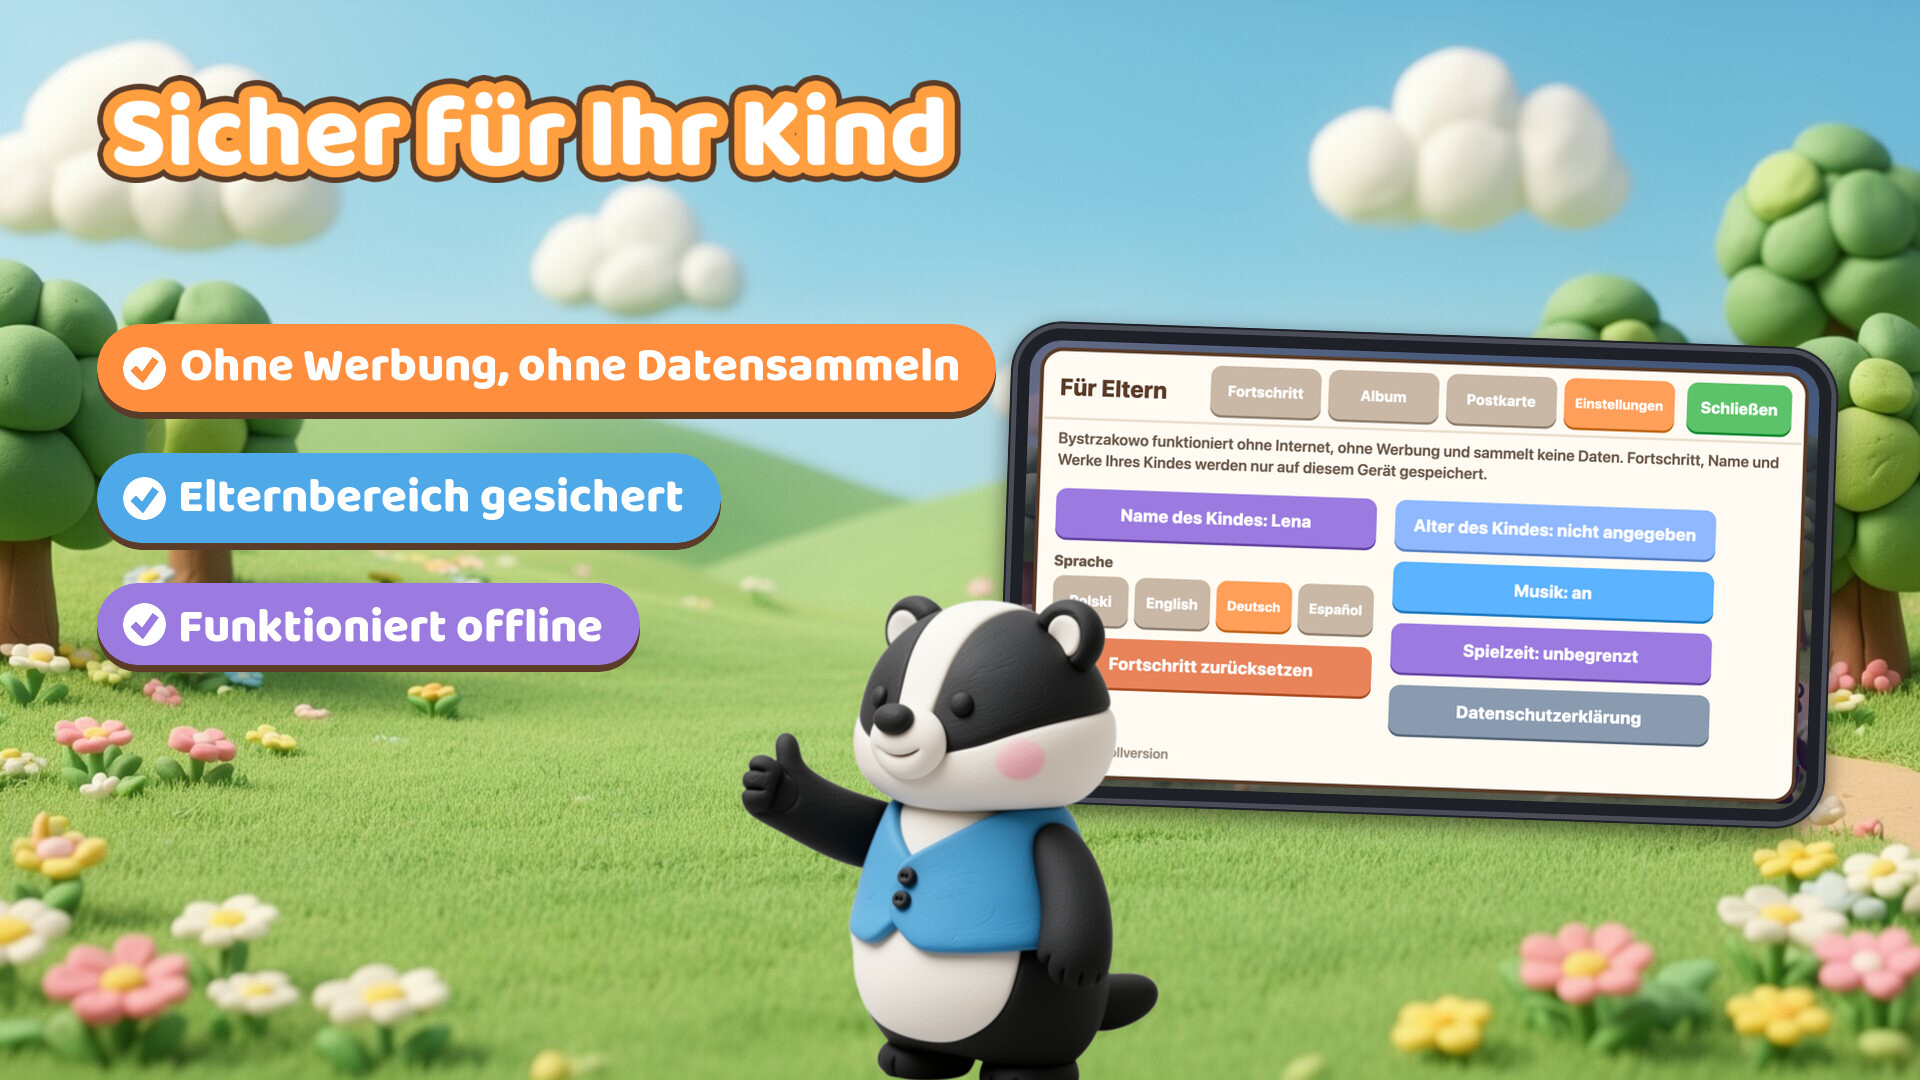 Sicher für Ihr Kind
Ohne Werbung, ohne Datensammeln
Elternbereich gesichert
Funktioniert offline
Für Eltern
Fortschritt
Album
Postkarte
Einstellungen
Schließen
Bystrzakowo funktioniert ohne Internet, ohne Werbung und sammelt keine Daten. Fortschritt, Name und
Werke Ihres Kindes werden nur auf diesem Gerät gespeichert.
Name des Kindes: Lena
Alter des Kindes: nicht angegeben
Sprache
Polski
English
Deutsch
Español
Musik: an
Fortschritt zurücksetzen
Spielzeit: unbegrenzt
Datenschutzerklärung